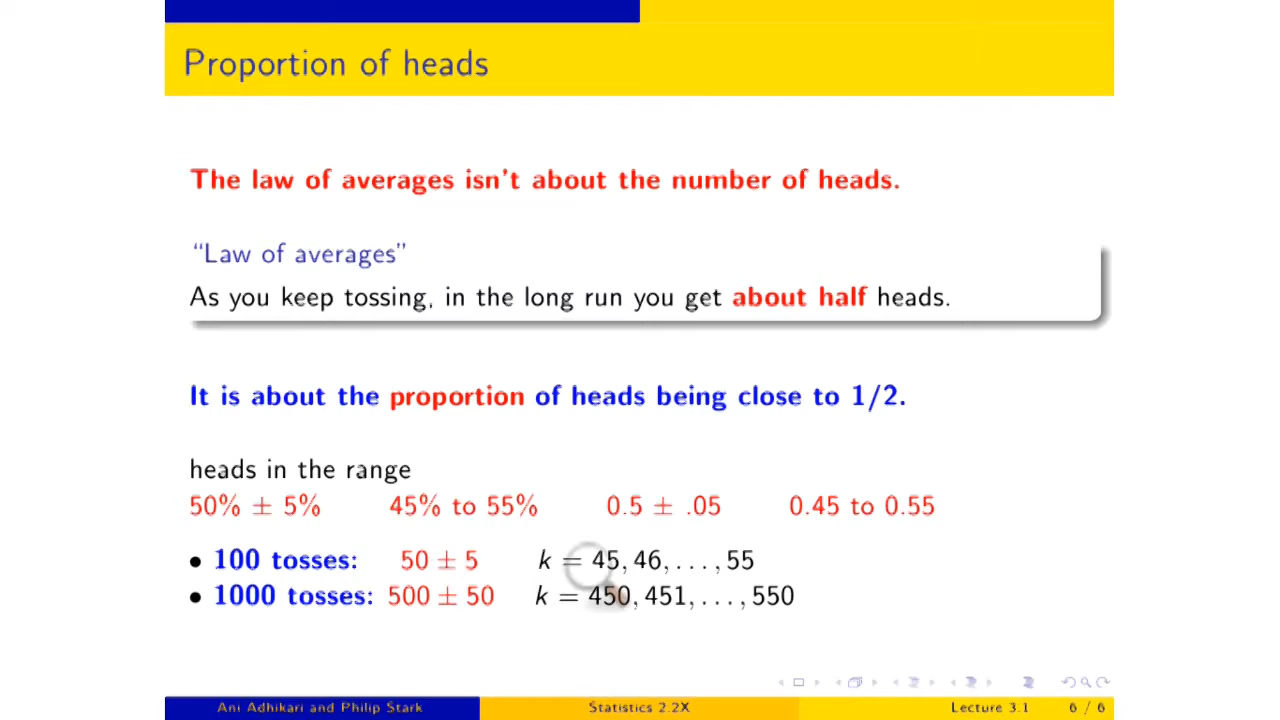 Proportion of heads
The law of averages isn't about the number of heads.
“Law of averages”
As you keep tossing, in the long run you get about half heads.
It is about the proportion of heads being close to 1/2.
heads in the range
50% ± 5% 45% to 55% 0.5 ± .05 0.45 to 0.55
• 100 tosses: 50 ± 5 k = 45, 46, . . . , 55
• 1000 tosses: 500 ± 50 k = 450, 451, . . . , 550
Ani Adhikari and Philip Stark Statistics 2.2X Lecture 3.1 6 / 6